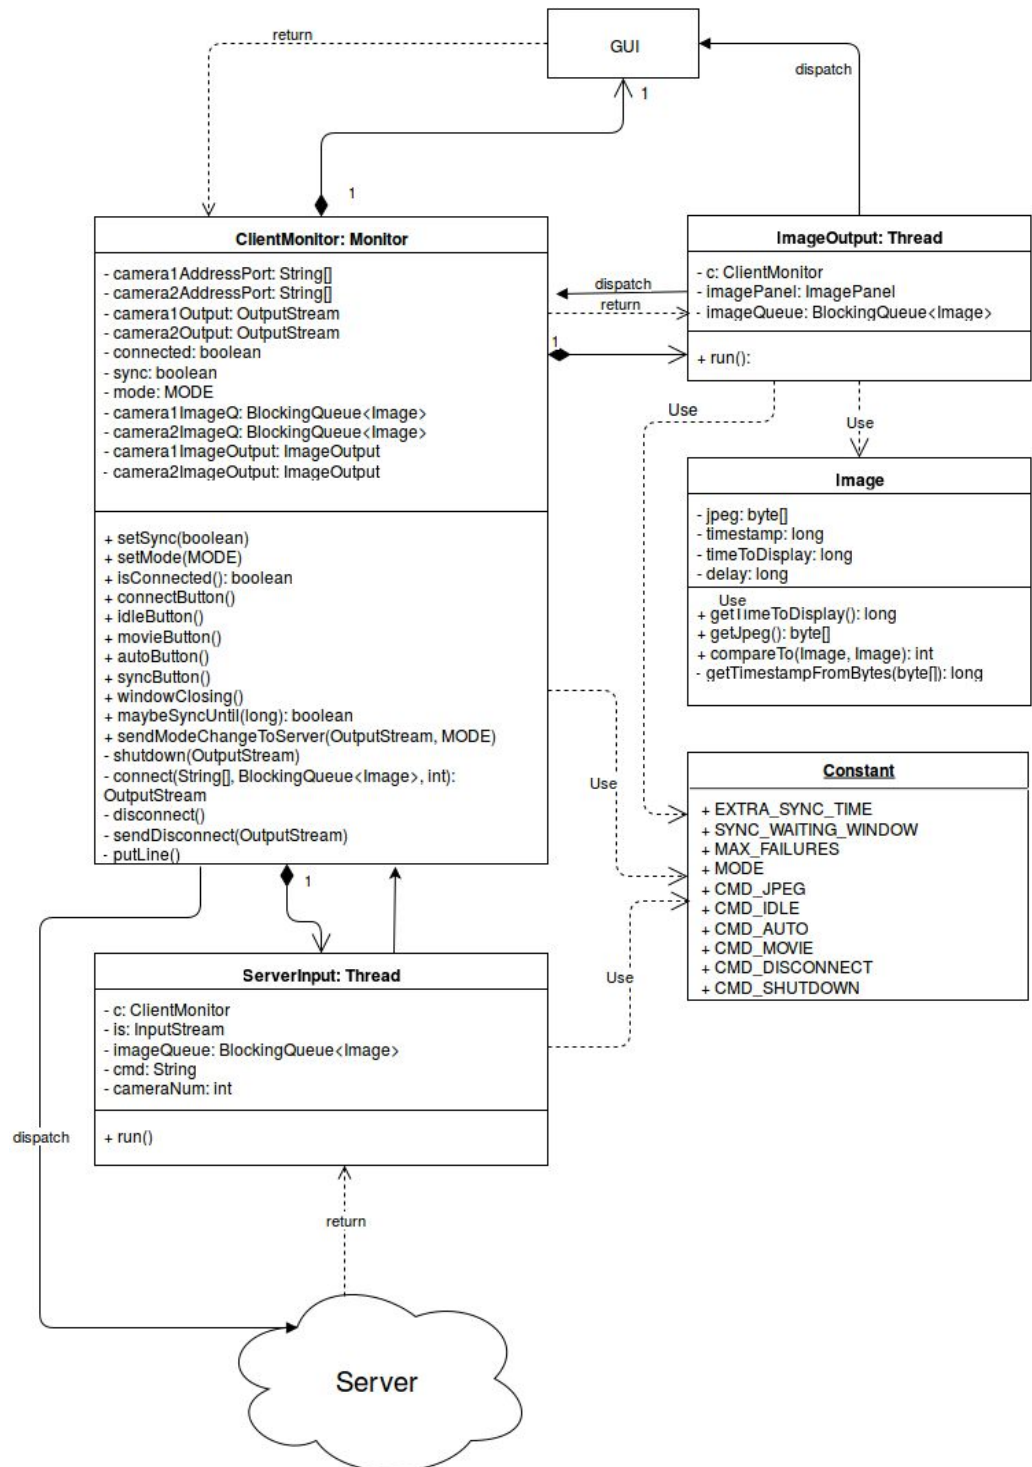 return
GUI
dispatch
1
1
ClientMonitor: Monitor
- camera1AddressPort: String[]
- camera2AddressPort: String[]
- camera1Output: OutputStream
- camera2Output: OutputStream
- connected: boolean
- sync: boolean
- mode: MODE
- camera1ImageQ: BlockingQueue<Image>
- camera2ImageQ: BlockingQueue<Image>
- camera1ImageOutput: ImageOutput
- camera2ImageOutput: ImageOutput
+ setSync(boolean)
+ setMode(MODE)
+ isConnected(): boolean
+ connectButton()
+ idleButton()
+ movieButton()
+ autoButton()
+ syncButton()
+ windowClosing()
+ maybeSyncUntil(long): boolean
+ sendModeChangeToServer(OutputStream, MODE)
- shutdown(OutputStream)
- connect(String[], BlockingQueue<Image>, int):
OutputStream
- disconnect()
- sendDisconnect(OutputStream)
- putLine()
dispatch
return
1
ImageOutput: Thread
- c: ClientMonitor
- imagePanel: ImagePanel
- imageQueue: BlockingQueue<Image>
+ run():
Use
Use
Image
- jpeg: byte[]
- timestamp: long
- timeToDisplay: long
- delay: long
Use
+ getTimeToDisplay(): long
+ getJpeg(): byte[]
+ compareTo(Image, Image): int
- getTimestampFromBytes(byte[]): long
Use
Constant
+ EXTRA_SYNC_TIME
+ SYNC_WAITING_WINDOW
+ MAX_FAILURES
+ MODE
+ CMD_JPEG
+ CMD_IDLE
+ CMD_AUTO
+ CMD_MOVIE
+ CMD_DISCONNECT
+ CMD_SHUTDOWN
1
Use
ServerInput: Thread
- c: ClientMonitor
- is: InputStream
- imageQueue: BlockingQueue<Image>
- cmd: String
- cameraNum: int
+ run()
dispatch
return
Server